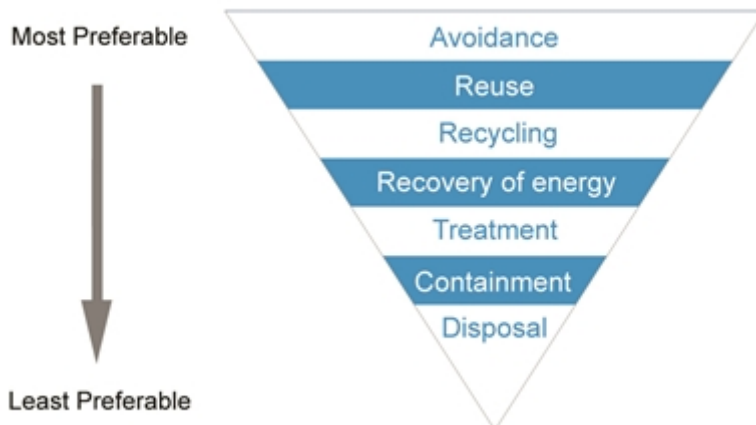 Most Preferable
Avoidance
Reuse
Recycling
Recovery of energy
Treatment
Containment
Disposal
Least Preferable